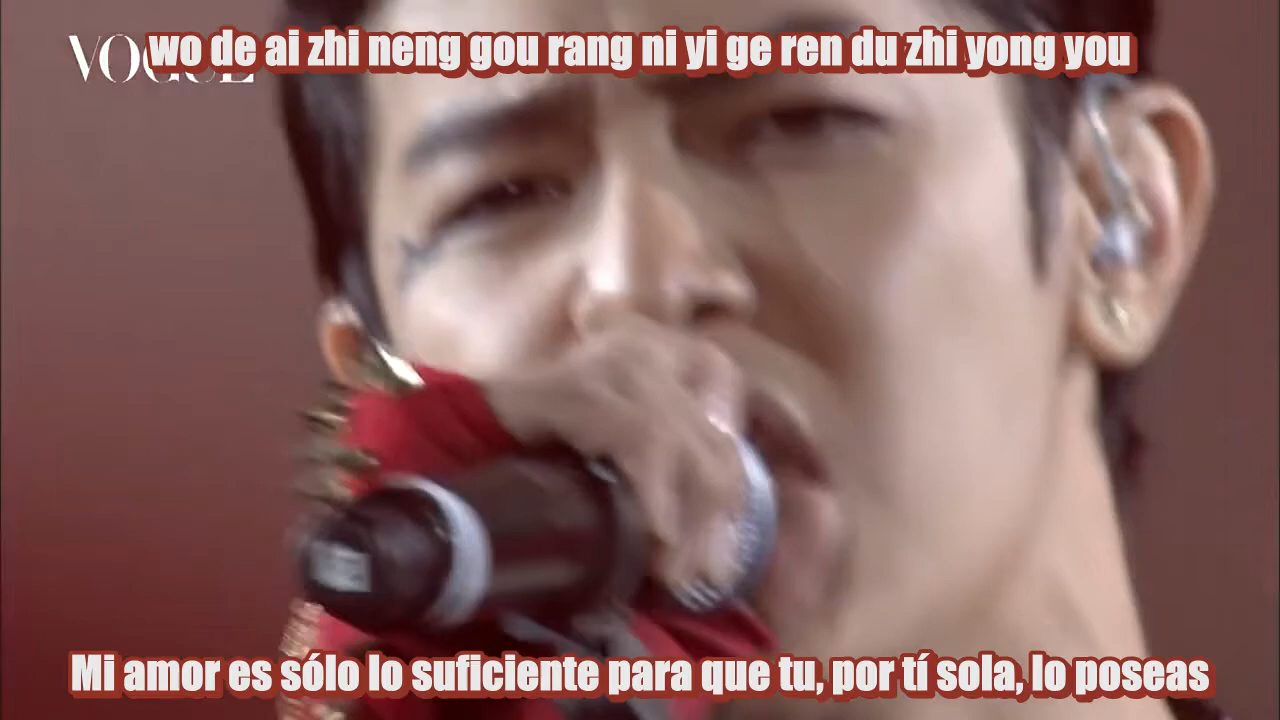 VOGUE
wo de ai zhi neng gou rang ni yi ge ren du zhi yong you
Mi amor es sólo lo suficiente para que tu, por tí sola, lo poseas